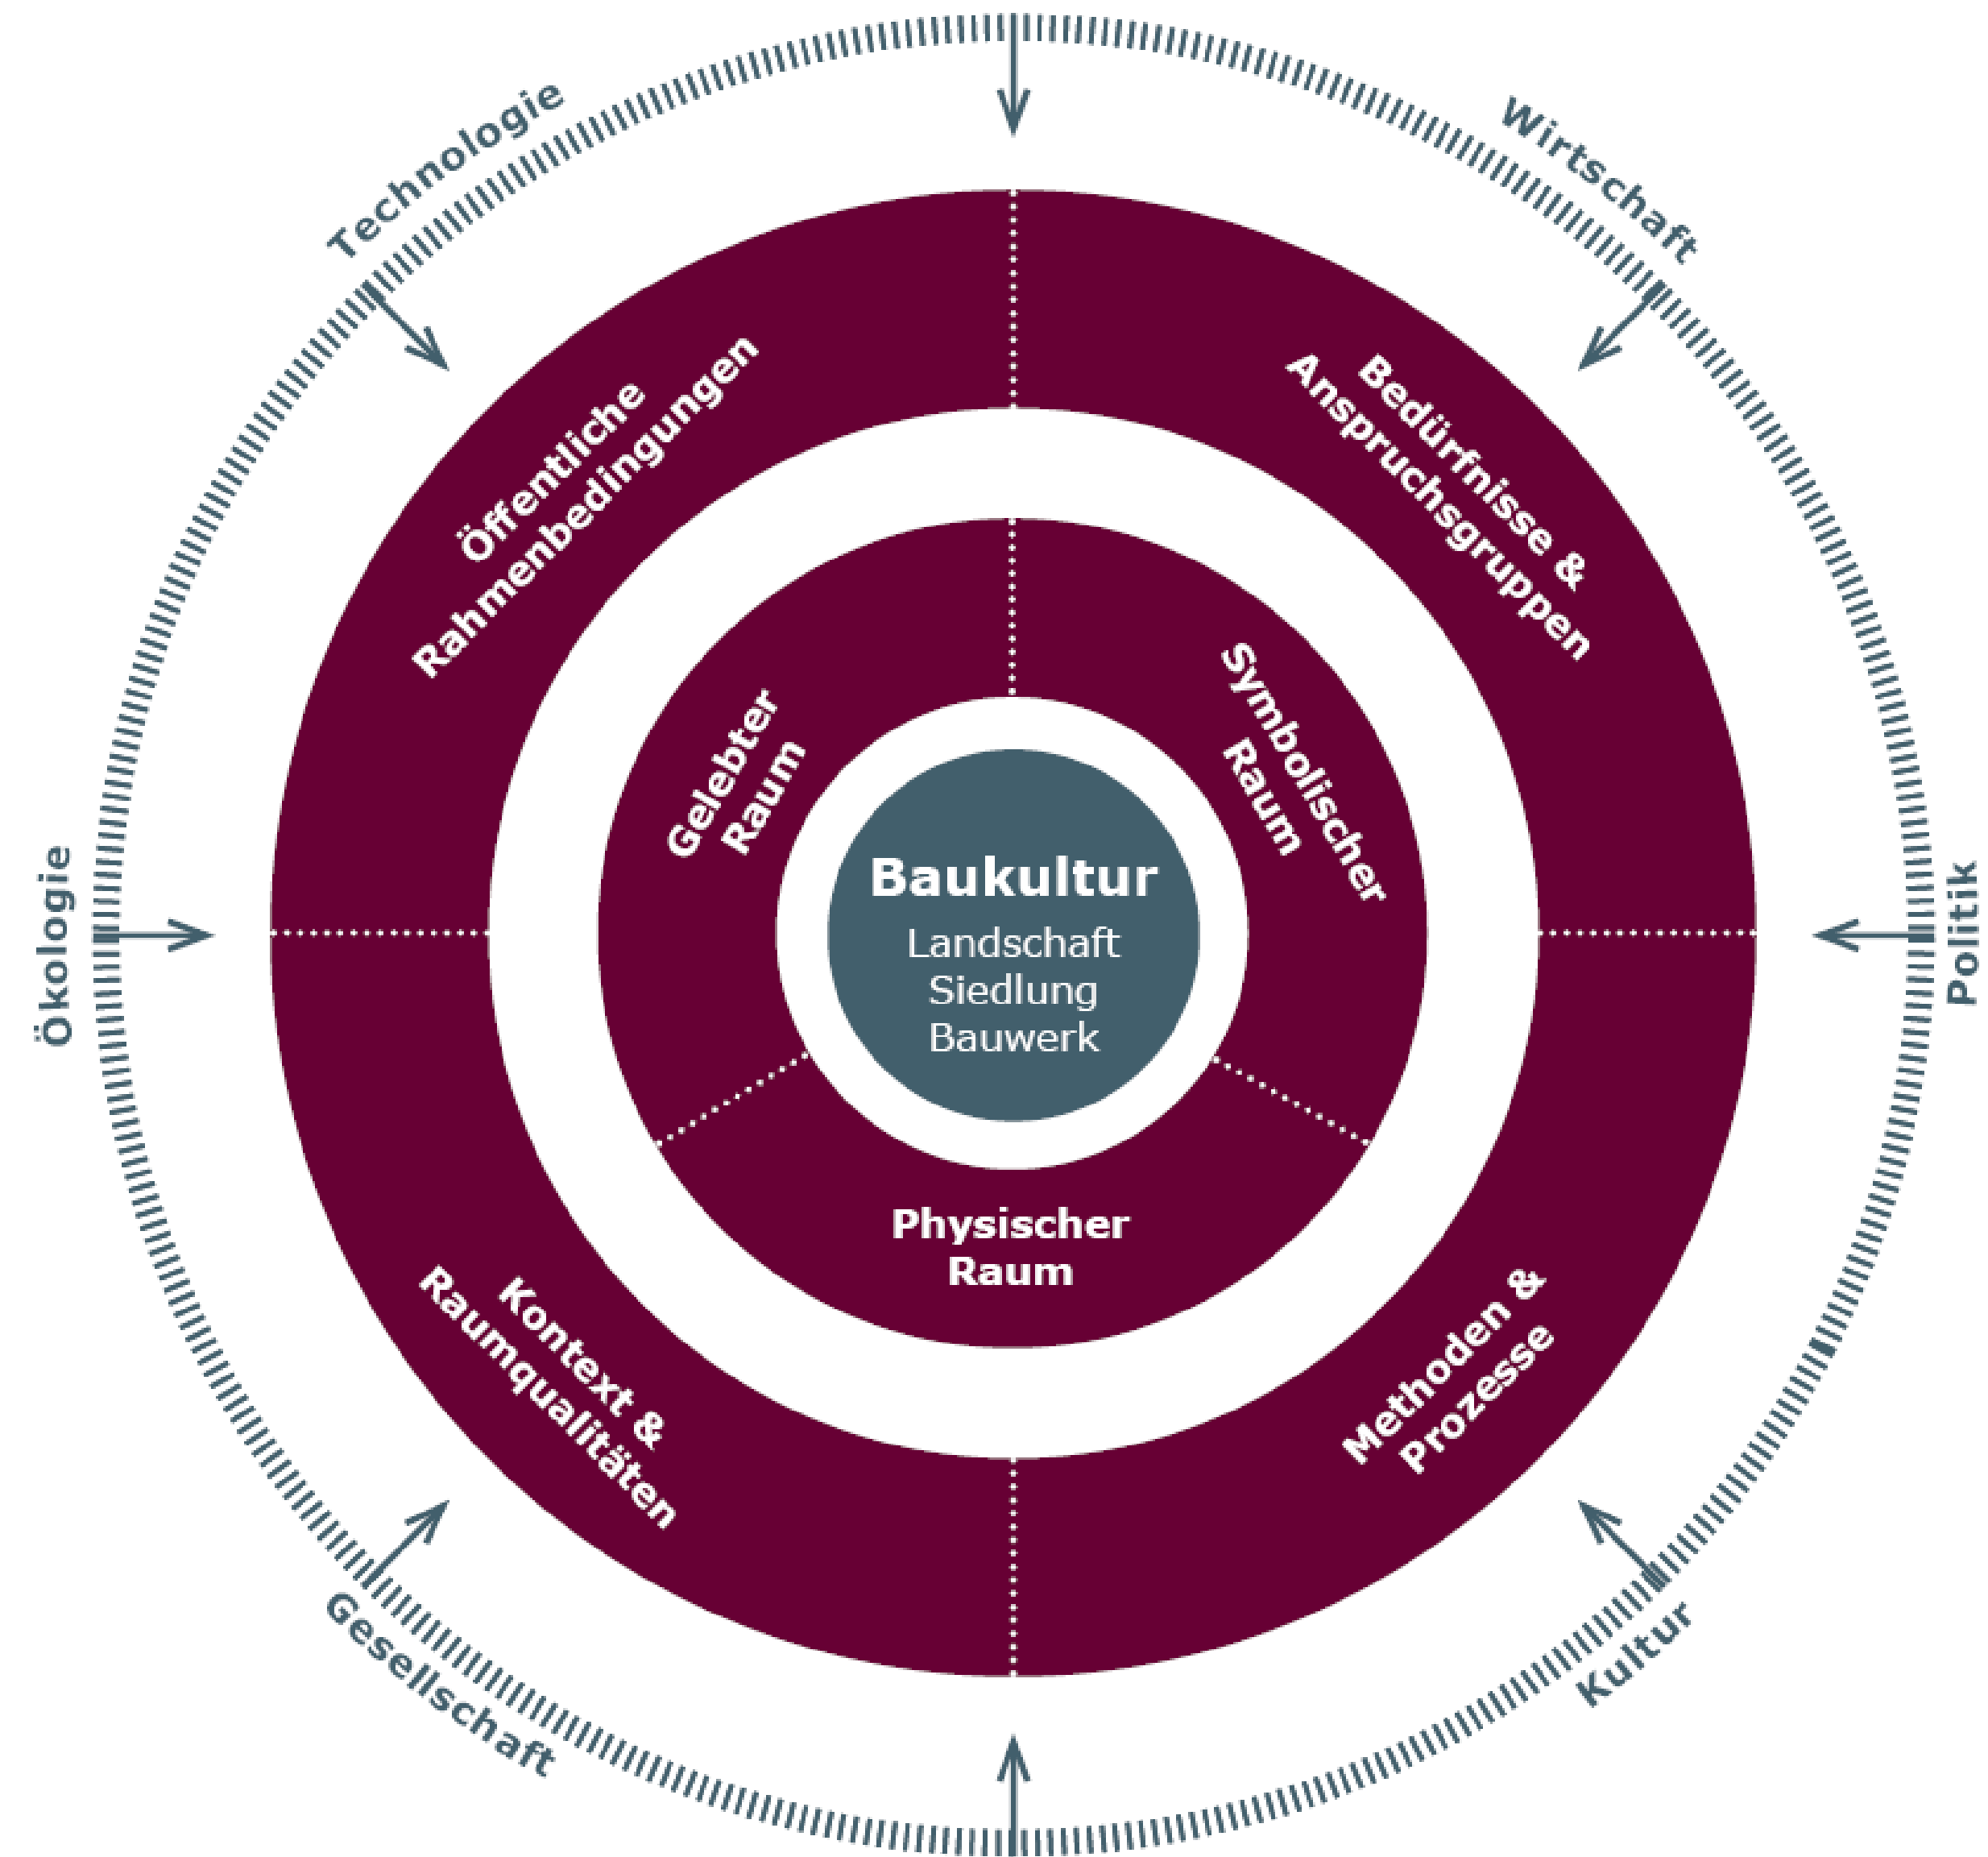 Technologie
Wirtschaft
Öffentliche
Rahmenbedingungen
Bedürfnisse &
Anspruchsgruppen
Gelebter
Raum
Symbolischer
Raum
Baukultur
Landschaft
Siedlung
Bauwerk
Ökologie
Politik
Physischer
Raum
Kontext &
Raumqualitäten
Methoden &
Prozesse
Gesellschaft
Kultur